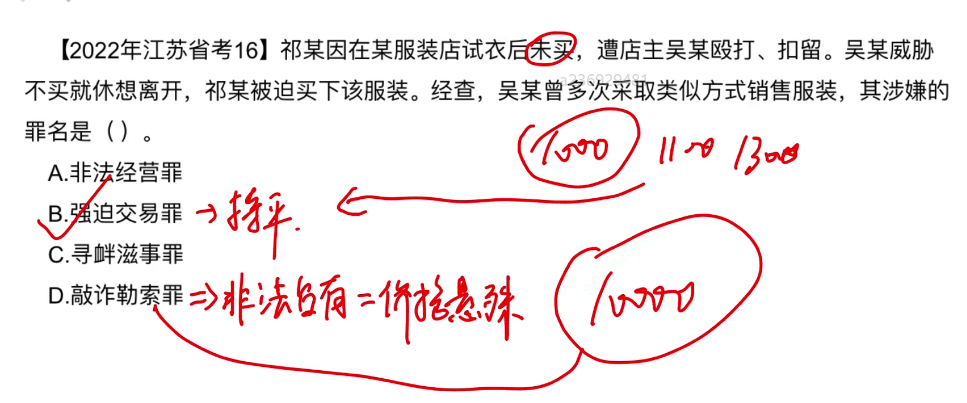 【2022年江苏省考16】祁某因在某服装店试衣后未买，遭店主吴某殴打、扣留。吴某威胁
a236929481
不买就休想离开，祁某被迫买下该服装。经查，吴某曾多次采取类似方式销售服装，其涉嫌的
罪名是（）。
1000 1100 1300
A.非法经营罪
B.强迫交易罪 → 持平.
C.寻衅滋事罪
D.敲诈勒索罪 => 非法占有 = 价格悬殊 10000